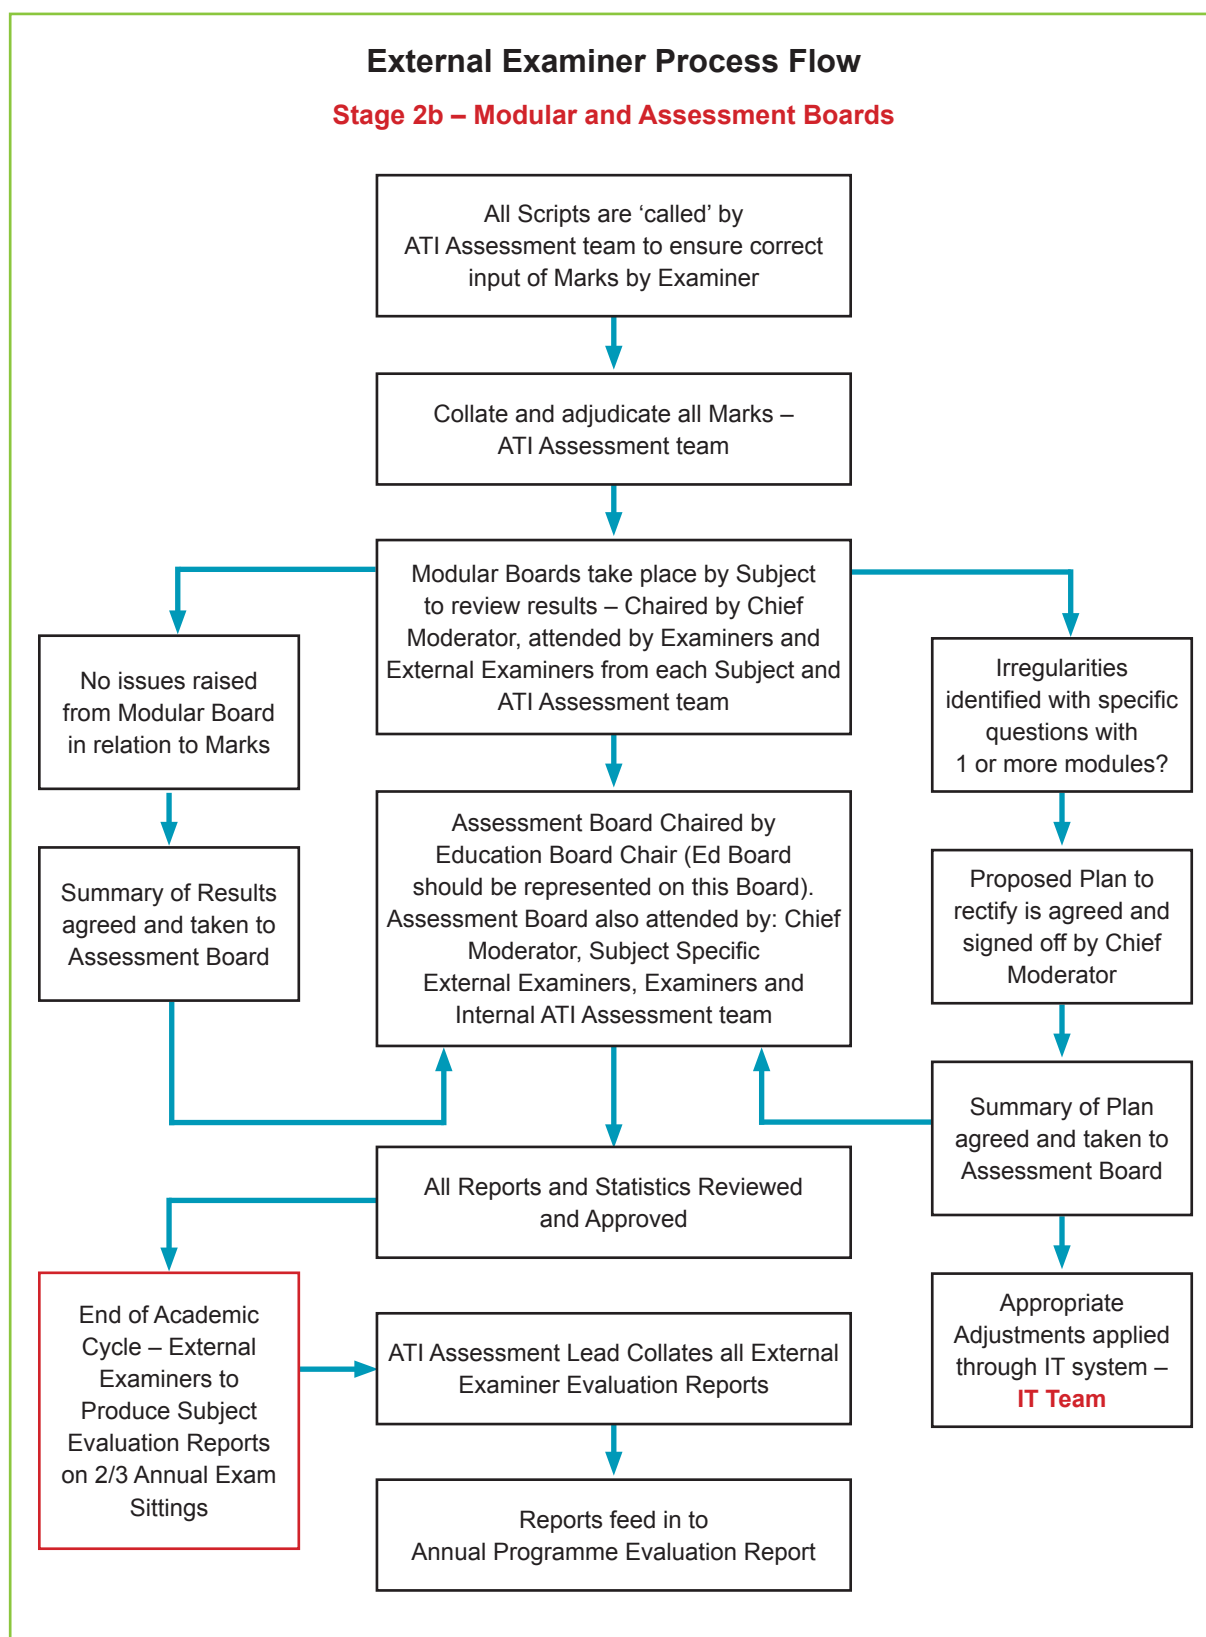 External Examiner Process Flow
Stage 2b – Modular and Assessment Boards
All Scripts are ‘called’ by
ATI Assessment team to ensure correct
input of Marks by Examiner
Collate and adjudicate all Marks –
ATI Assessment team
Modular Boards take place by Subject
to review results – Chaired by Chief
Moderator, attended by Examiners and
External Examiners from each Subject and
ATI Assessment team
No issues raised
from Modular Board
in relation to Marks
Irregularities
identified with specific
questions with
1 or more modules?
Assessment Board Chaired by
Education Board Chair (Ed Board
should be represented on this Board).
Assessment Board also attended by: Chief
Moderator, Subject Specific
External Examiners, Examiners and
Internal ATI Assessment team
Summary of Results
agreed and taken to
Assessment Board
Proposed Plan to
rectify is agreed and
signed off by Chief
Moderator
Summary of Plan
agreed and taken to
Assessment Board
All Reports and Statistics Reviewed
and Approved
End of Academic
Cycle – External
Examiners to
Produce Subject
Evaluation Reports
on 2/3 Annual Exam
Sittings
ATI Assessment Lead Collates all External
Examiner Evaluation Reports
Appropriate
Adjustments applied
through IT system –
IT Team
Reports feed in to
Annual Programme Evaluation Report